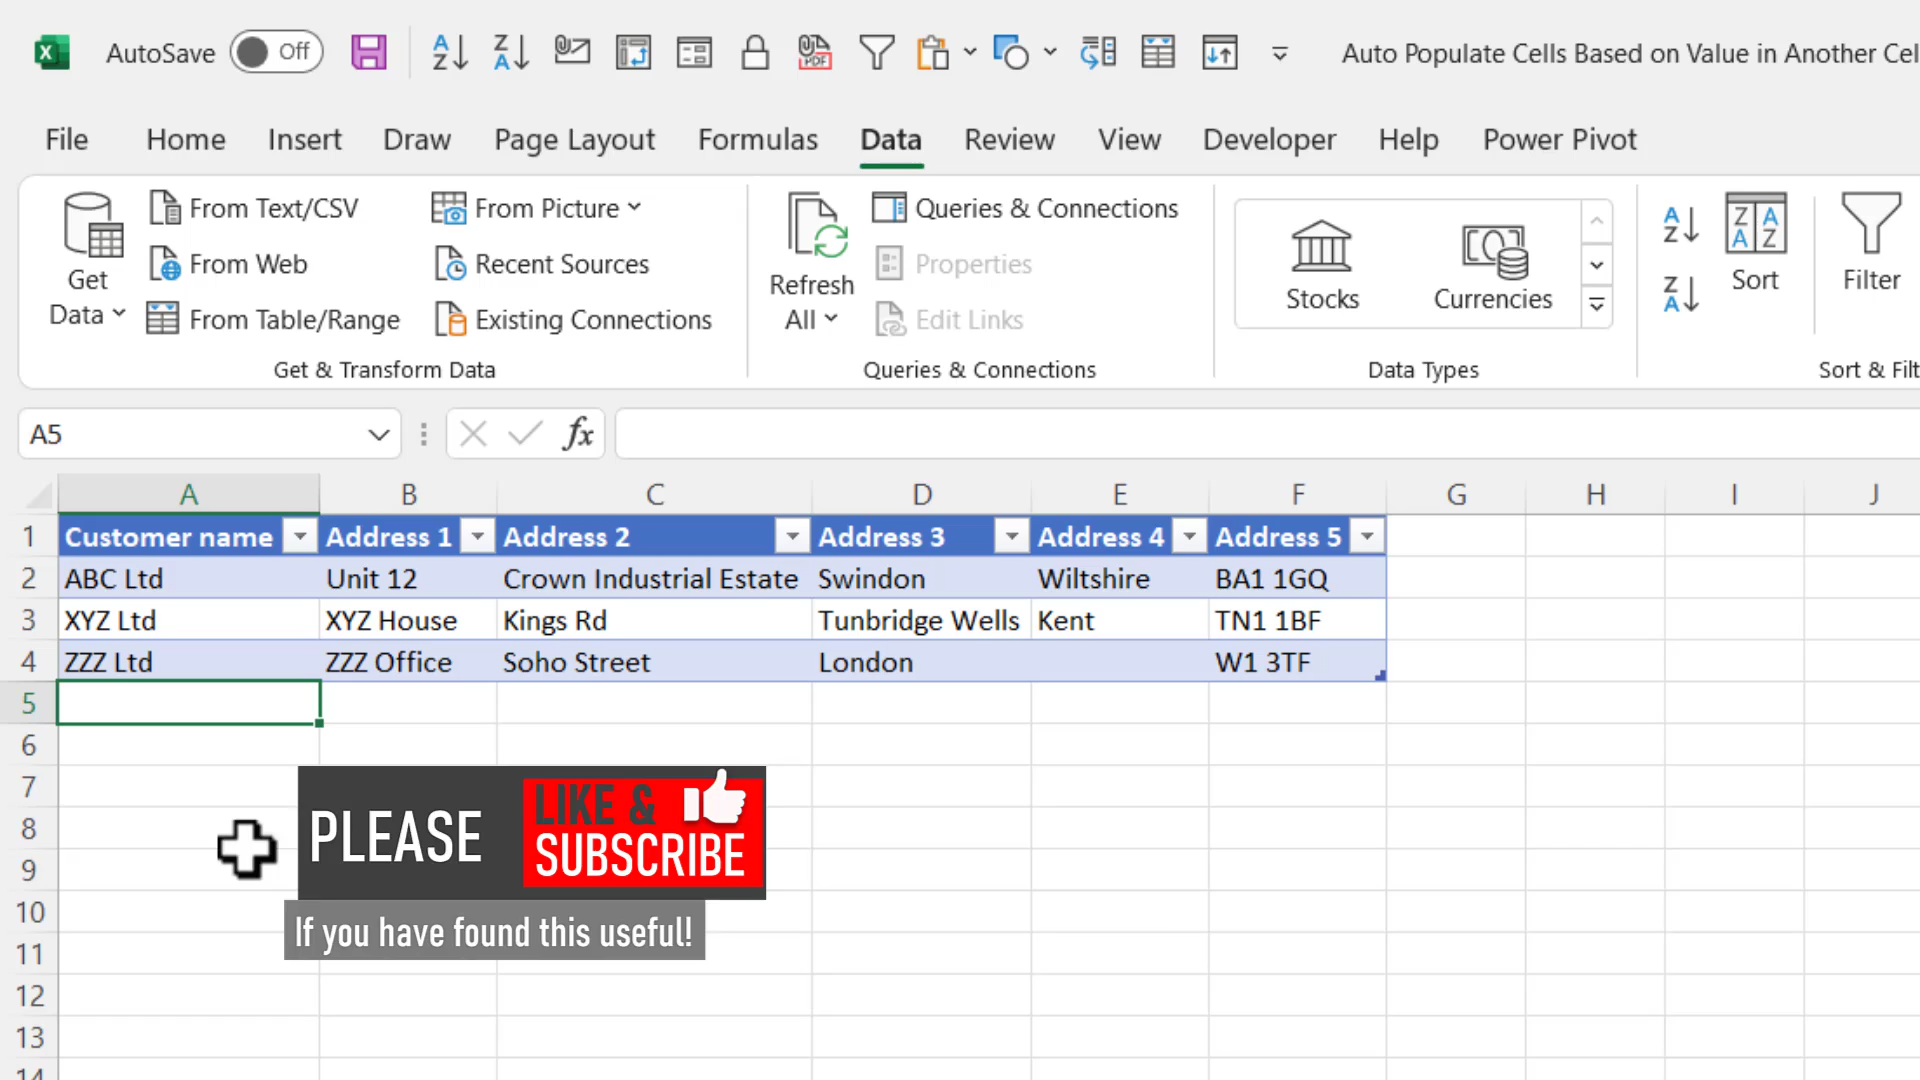 AutoSave Off Auto Populate Cells Based on Value in Another Cel
File Home Insert Draw Page Layout Formulas Data Review View Developer Help Power Pivot
Get Data
From Text/CSV
From Web
From Table/Range
From Picture
Recent Sources
Existing Connections
Get & Transform Data
Refresh All
Queries & Connections
Properties
Edit Links
Queries & Connections
Stocks
Currencies
Data Types
Sort
Filter
Sort & Filt
A5
fx
A B C D E F G H I J
1 Customer name Address 1 Address 2 Address 3 Address 4 Address 5
2 ABC Ltd Unit 12 Crown Industrial Estate Swindon Wiltshire BA1 1GQ
3 XYZ Ltd XYZ House Kings Rd Tunbridge Wells Kent TN1 1BF
4 ZZZ Ltd ZZZ Office Soho Street London W1 3TF
5
6
7
8
9
10
11
12
13
14
PLEASE
LIKE &
SUBSCRIBE
If you have found this useful!